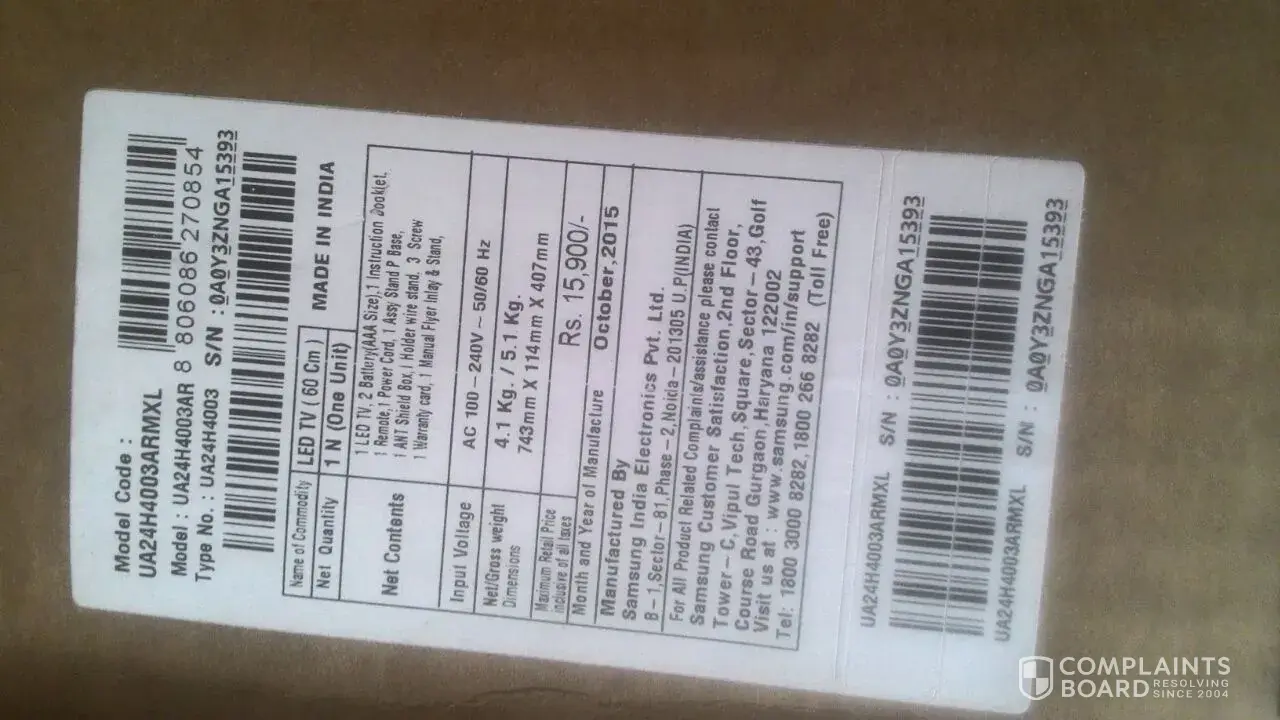 Model Code :
UA24H4003ARMXL
Model : UA24H4003AR 8 806086 270854
Type No. : UA24H4003 S/N : 0A0Y3ZNGA15393
Name of Commodity LED TV ( 60 Cm )
Net Quantity 1 N (One Unit)
MADE IN INDIA
Net Contents
1 LED TV, 2 Battery(AAA Size),1 Instruction Booklet,
1 Remote,1 Power Cord, 1 Assy Stand P Base,
1 ANT Shield Box,1 Holder wire stand, 3 Screw
1 Warranty card, 1 Manual Flyer Inlay & Stand,
Input Voltage AC 100-240V~50/60 Hz
Net/Gross weight 4.1 Kg. / 5.1 Kg.
Dimensions 743mm X 114mm X 407mm
Maximum Retail Price
inclusive of all taxes
Rs. 15,900/-
Month and Year of Manufacture October,2015
Manufactured By
Samsung India Electronics Pvt. Ltd.
B-1,Sector-81,Phase-2,Noida-201305 U.P(INDIA)
For All Product Related Complaints/assistance please contact
Samsung Customer Satisfaction,2nd Floor,
Tower-C,Vipul Tech,Square,Sector-43,Golf
Course Road Gurgaon,Haryana 122002
Visit us at : www.samsung.com/in/support
Tel: 1800 3000 8282,1800 266 8282 (Toll Free)
UA24H4003ARMXL S/N : 0A0Y3ZNGA15393
UA24H4003ARMXL S/N : 0A0Y3ZNGA15393
COMPLAINTS
BOARD RESOLVING
SINCE 2004